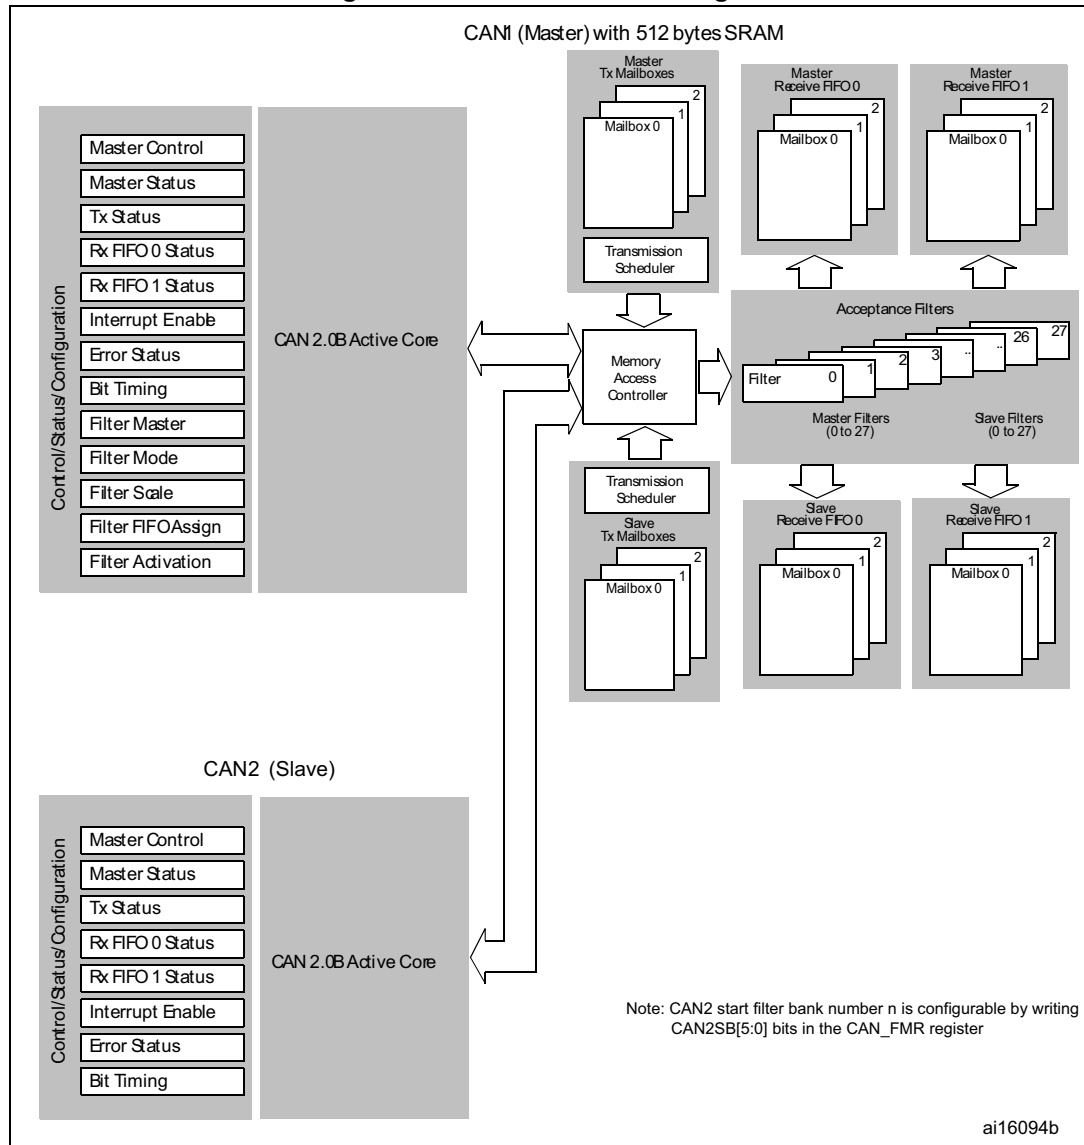 CAN1 (Master) with 512 bytes SRAM
Control/Status/Configuration
Master Control
Master Status
Tx Status
Rx FIFO 0 Status
Rx FIFO 1 Status
Interrupt Enable
Error Status
Bit Timing
Filter Master
Filter Mode
Filter Scale
Filter FIFO Assign
Filter Activation
CAN 2.0B Active Core
Master
Tx Mailboxes
2
1
Mailbox 0
Transmission
Scheduler
Master
Receive FIFO 0
2
1
Mailbox 0
Master
Receive FIFO 1
2
1
Mailbox 0
Memory
Access
Controller
Acceptance Filters
Filter 0 1 2 3 .. .. 26 27
Master Filters
(0 to 27)
Slave Filters
(0 to 27)
Transmission
Scheduler
Slave
Tx Mailboxes
2
1
Mailbox 0
Slave
Receive FIFO 0
2
1
Mailbox 0
Slave
Receive FIFO 1
2
1
Mailbox 0
CAN2 (Slave)
Control/Status/Configuration
Master Control
Master Status
Tx Status
Rx FIFO 0 Status
Rx FIFO 1 Status
Interrupt Enable
Error Status
Bit Timing
CAN 2.0B Active Core
Note: CAN2 start filter bank number n is configurable by writing
CAN2SB[5:0] bits in the CAN_FMR register
ai16094b